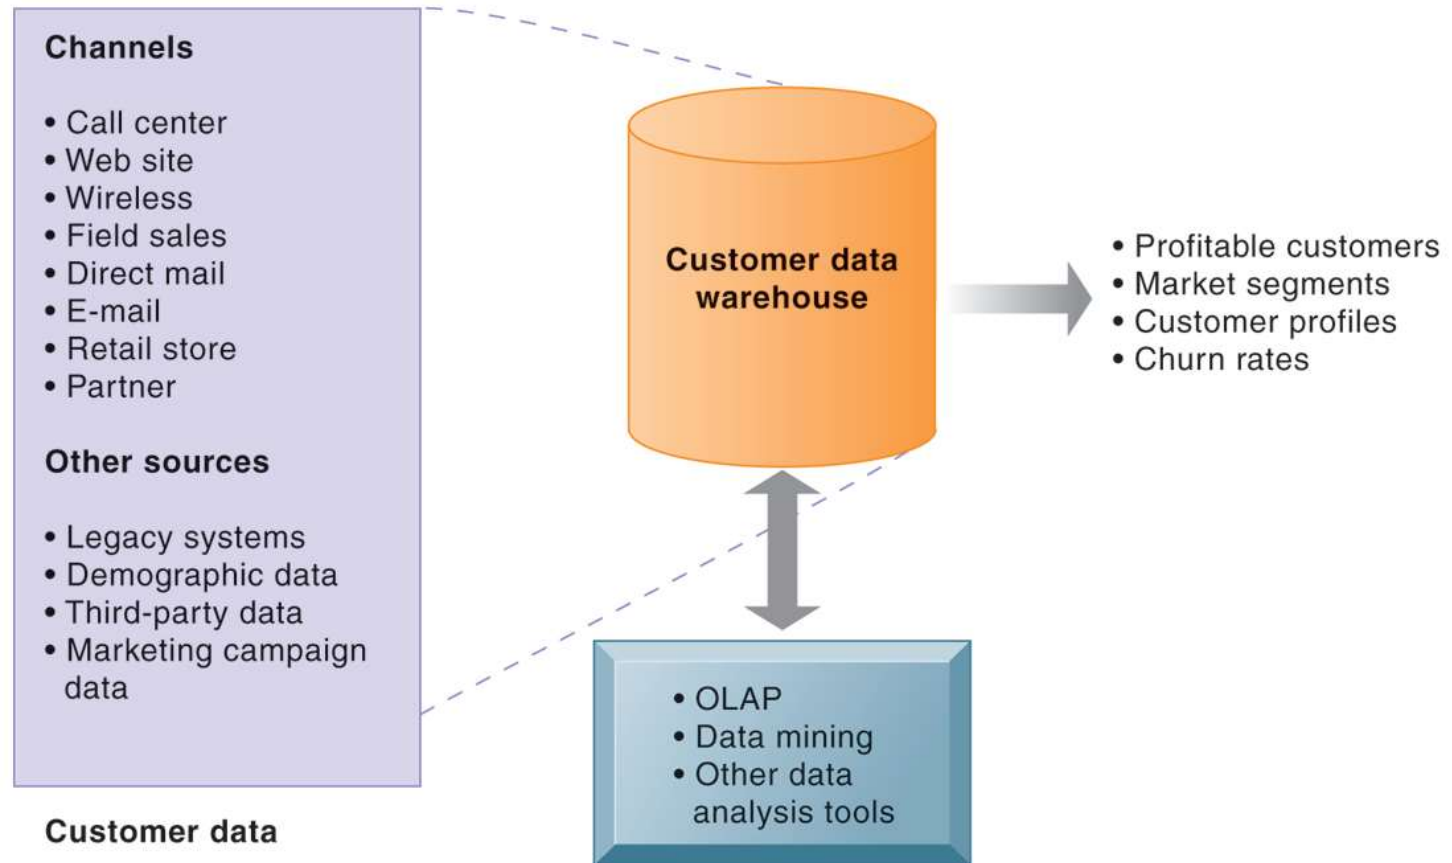 Channels
• Call center
• Web site
• Wireless
• Field sales
• Direct mail
• E-mail
• Retail store
• Partner
Other sources
• Legacy systems
• Demographic data
• Third-party data
• Marketing campaign
data
Customer data
Customer data
warehouse
• Profitable customers
• Market segments
• Customer profiles
• Churn rates
• OLAP
• Data mining
• Other data
analysis tools